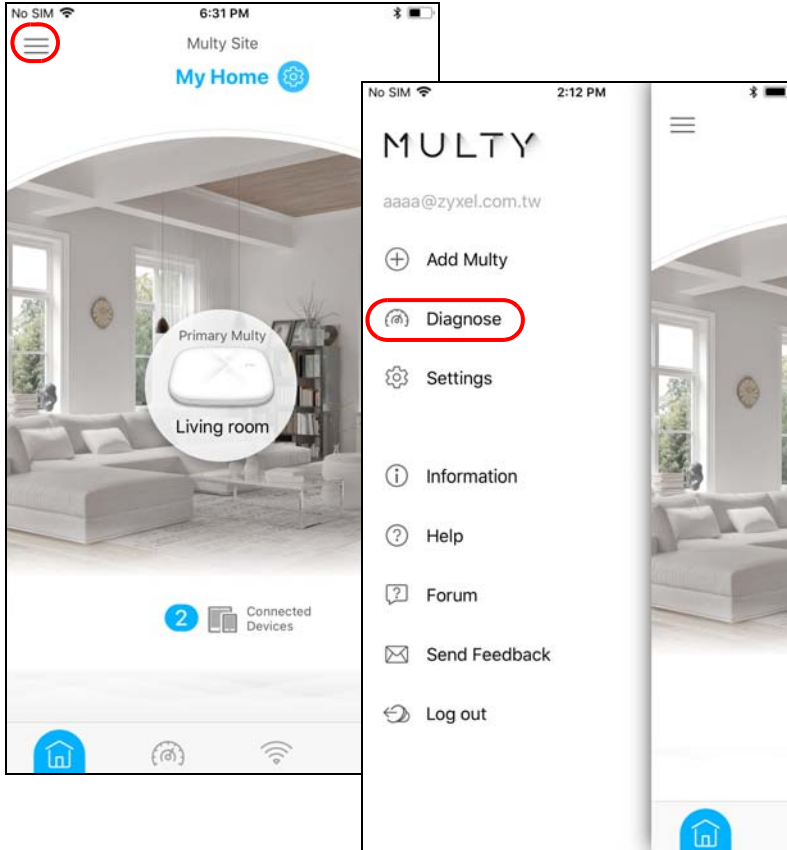 No SIM 6:31 PM
Multy Site
My Home
Primary Multy
Living room
2 Connected
Devices
No SIM 2:12 PM
MULTY
aaaa@zyxel.com.tw
Add Multy
Diagnose
Settings
Information
Help
Forum
Send Feedback
Log out